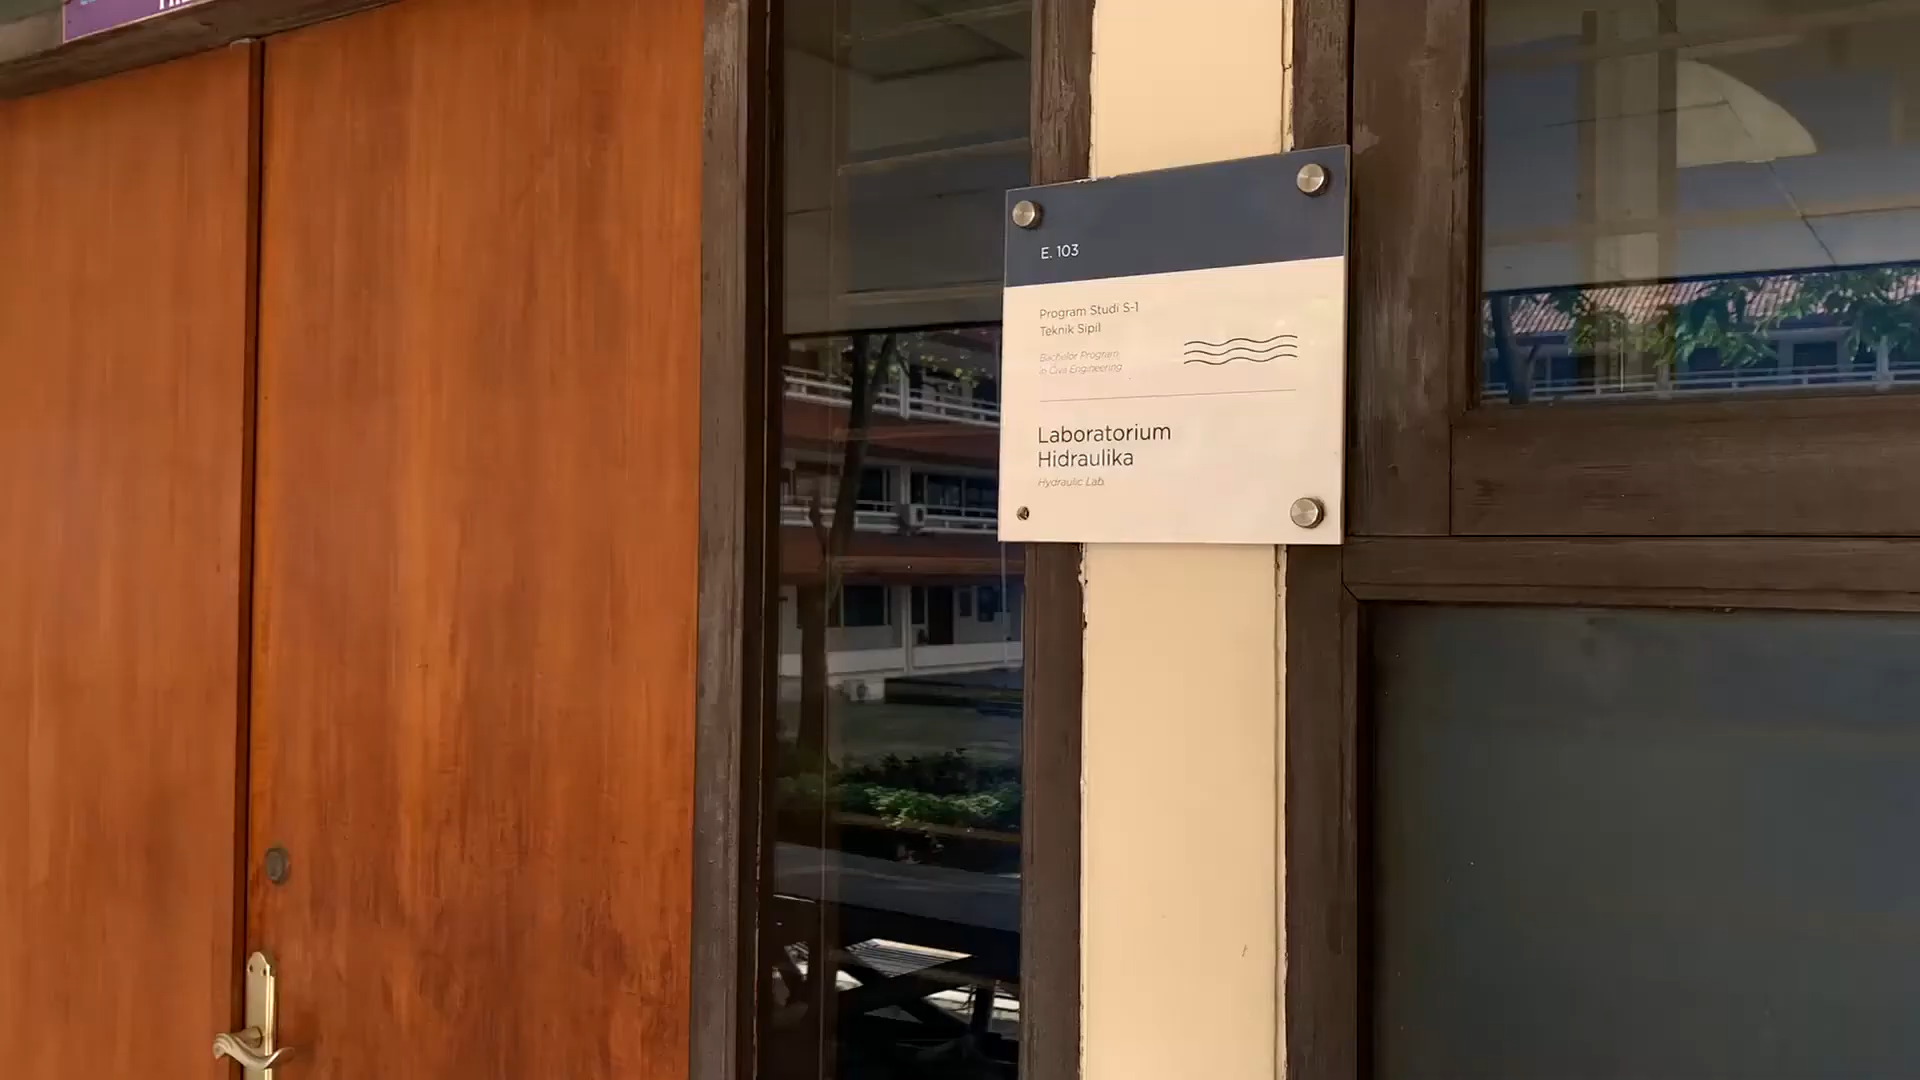 E. 103
Program Studi S-1
Teknik Sipil
Bachelor Program
in Civil Engineering
Laboratorium
Hidraulika
Hydraulic Lab.